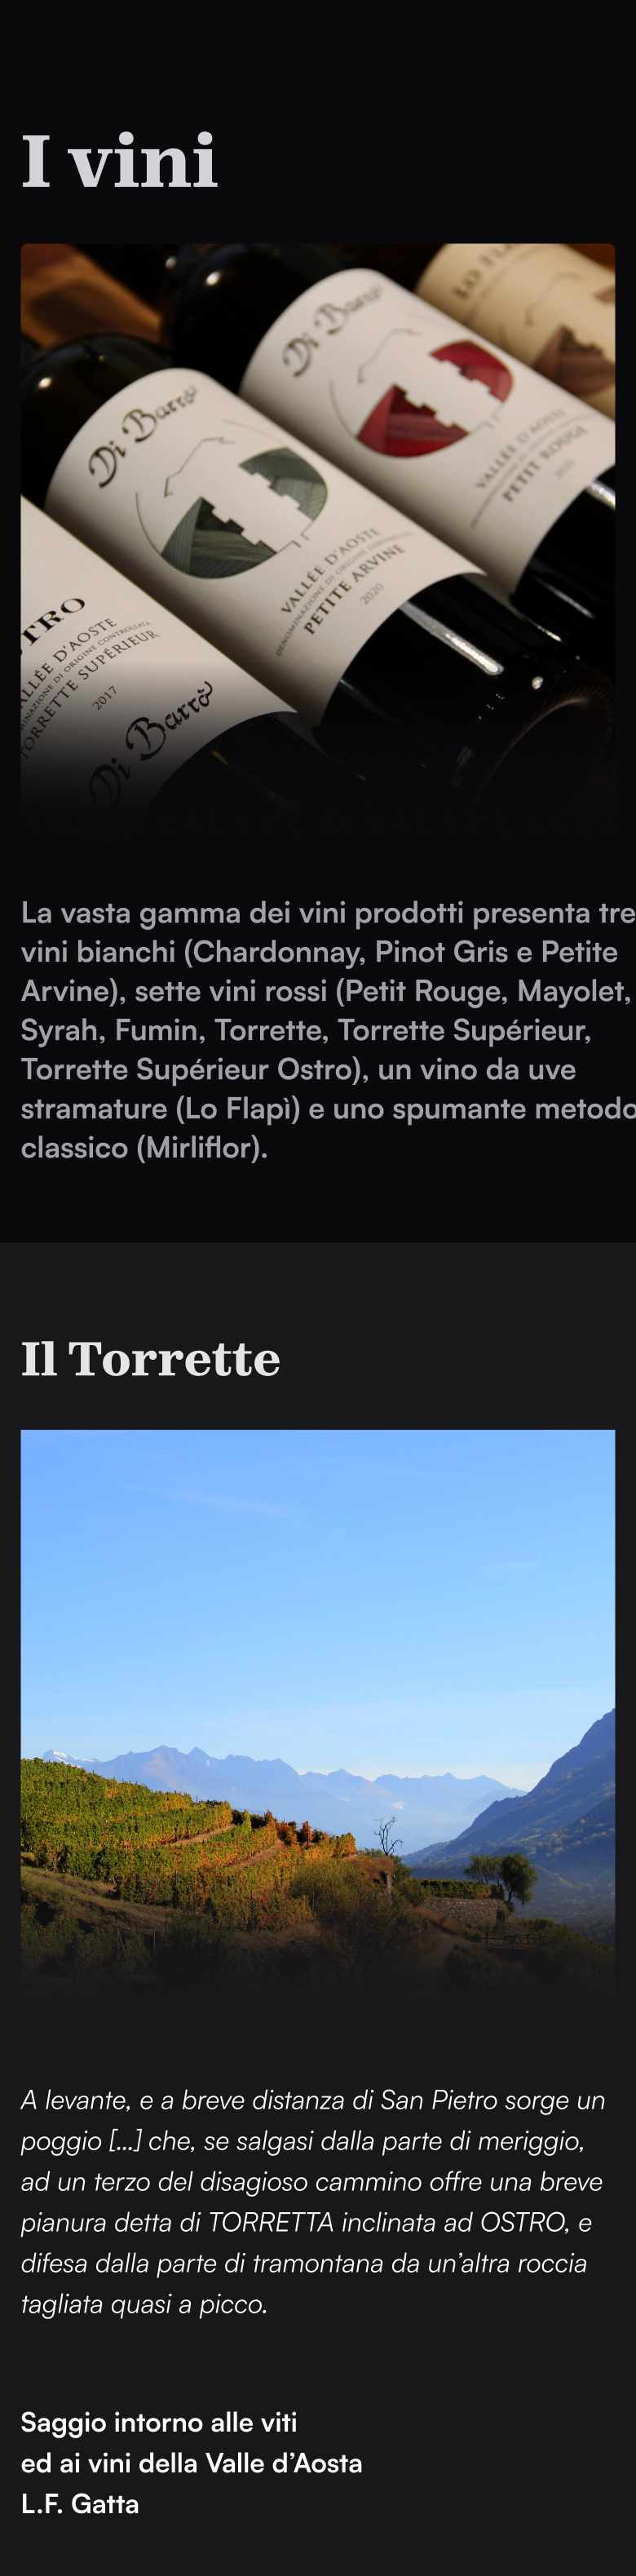 I vini
Di Barrò
LO FL
Di Barrò
VALLÉE D'AOSTE
DENOMINAZIONE DI ORIGINE CONTROLLATA
PETIT ROUGE
2020
VALLÉE D'AOSTE
DENOMINAZIONE DI ORIGINE CONTROLLATA
PETITE ARVINE
2020
TRO
ALLÉE D'AOSTE
MINAZIONE DI ORIGINE CONTROLLATA
TORRETTE SUPÉRIEUR
2017
Di Barrò
La vasta gamma dei vini prodotti presenta tre
vini bianchi (Chardonnay, Pinot Gris e Petite
Arvine), sette vini rossi (Petit Rouge, Mayolet,
Syrah, Fumin, Torrette, Torrette Supérieur,
Torrette Supérieur Ostro), un vino da uve
stramature (Lo Flapì) e uno spumante metodo
classico (Mirliflor).
Il Torrette
A levante, e a breve distanza di San Pietro sorge un
poggio [...] che, se salgasi dalla parte di meriggio,
ad un terzo del disagioso cammino offre una breve
pianura detta di TORRETTA inclinata ad OSTRO, e
difesa dalla parte di tramontana da un’altra roccia
tagliata quasi a picco.
Saggio intorno alle viti
ed ai vini della Valle d’Aosta
L.F. Gatta